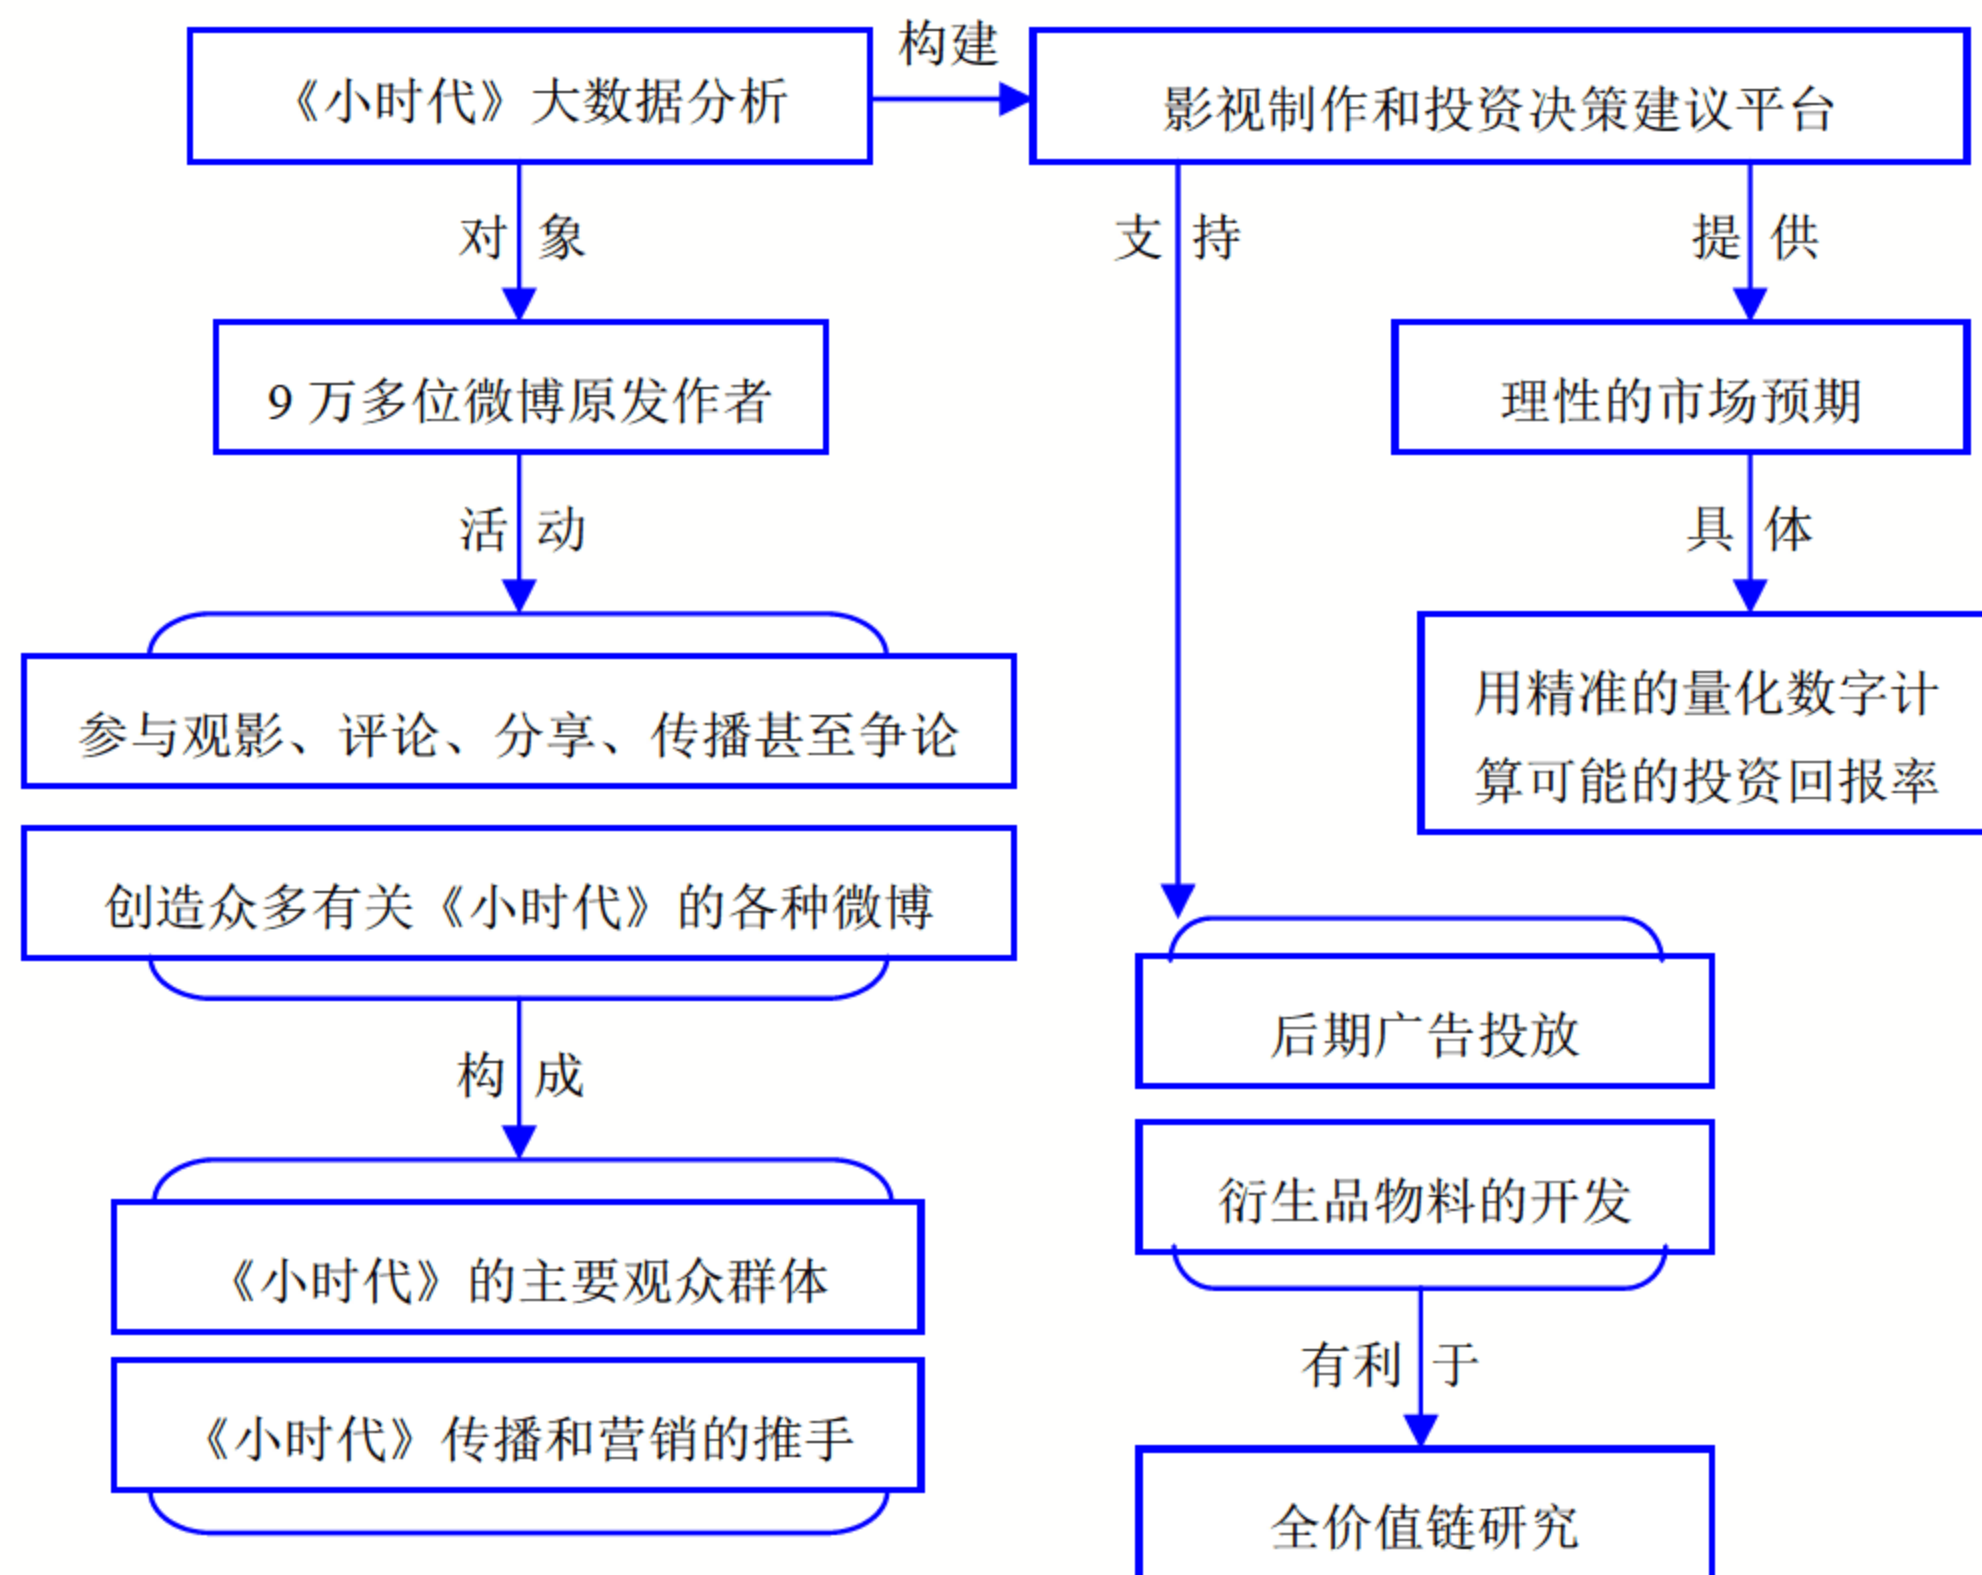 《小时代》大数据分析
构建
影视制作和投资决策建议平台
对象
支持
提供
9 万多位微博原发作者
理性的市场预期
活动
具体
参与观影、评论、分享、传播甚至争论
用精准的量化数字计
算可能的投资回报率
创造众多有关《小时代》的各种微博
后期广告投放
构成
衍生品物料的开发
《小时代》的主要观众群体
有利于
《小时代》传播和营销的推手
全价值链研究